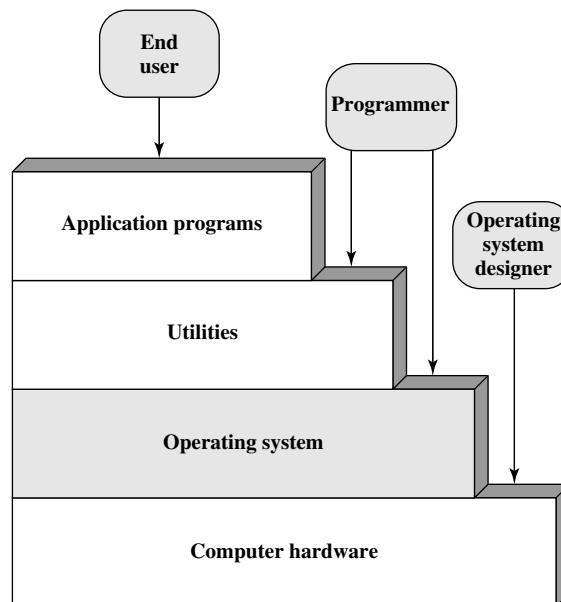 End
user
Programmer
Application programs
Operating
system
designer
Utilities
Operating system
Computer hardware